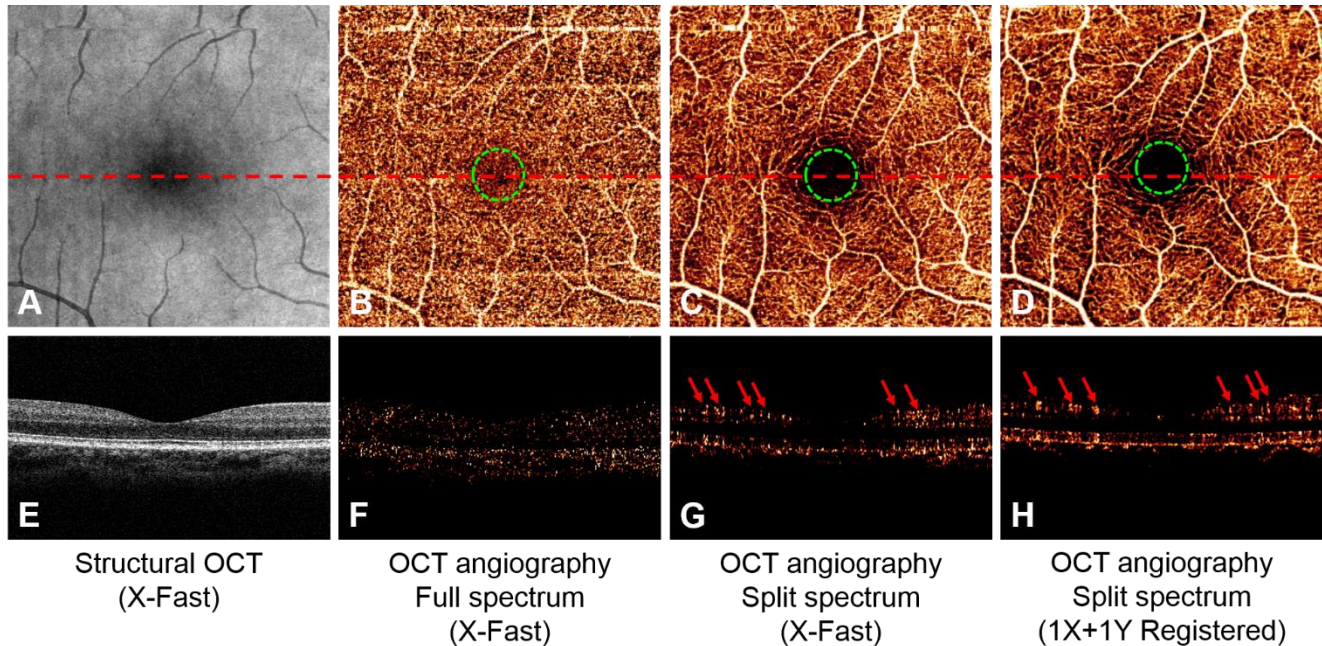 A
B
C
D
E
F
G
H
Structural OCT
(X-Fast)
OCT angiography
Full spectrum
(X-Fast)
OCT angiography
Split spectrum
(X-Fast)
OCT angiography
Split spectrum
(1X+1Y Registered)